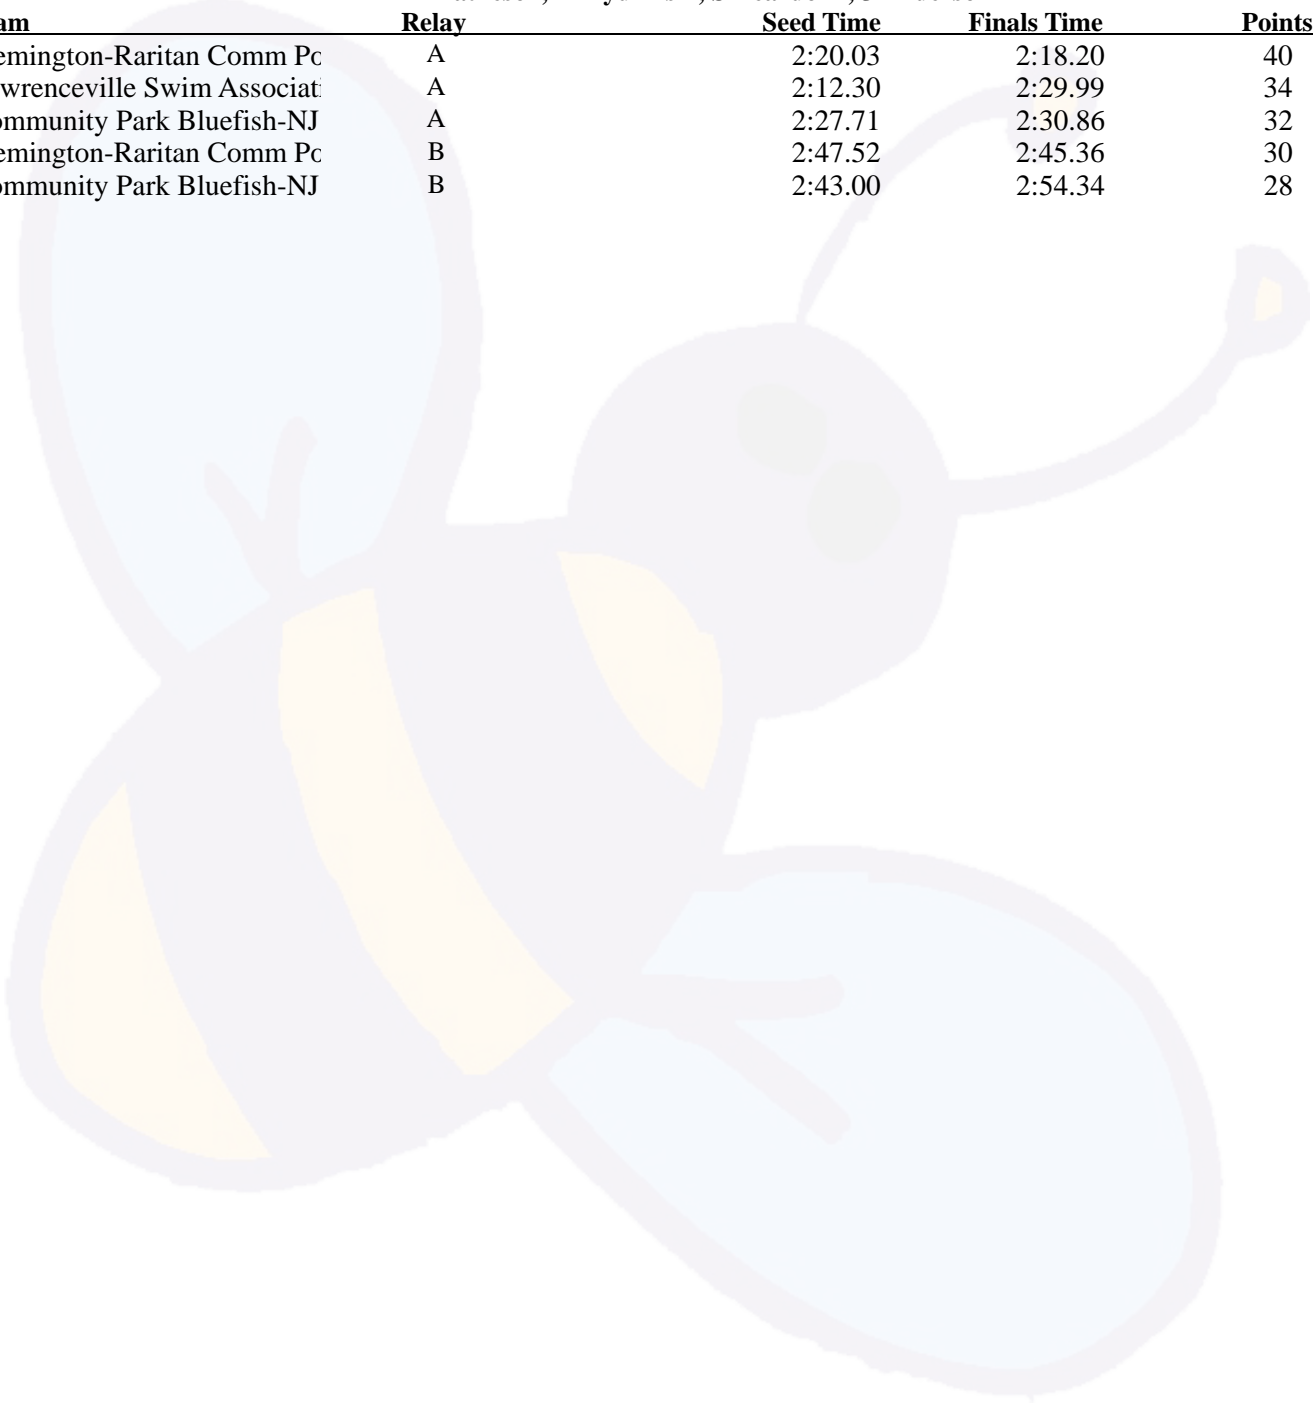 am Relay Seed Time Finals Time Points
emington-Raritan Comm Po A 2:20.03 2:18.20 40
wrenceville Swim Associati A 2:12.30 2:29.99 34
ommunity Park Bluefish-NJ A 2:27.71 2:30.86 32
emington-Raritan Comm Po B 2:47.52 2:45.36 30
ommunity Park Bluefish-NJ B 2:43.00 2:54.34 28